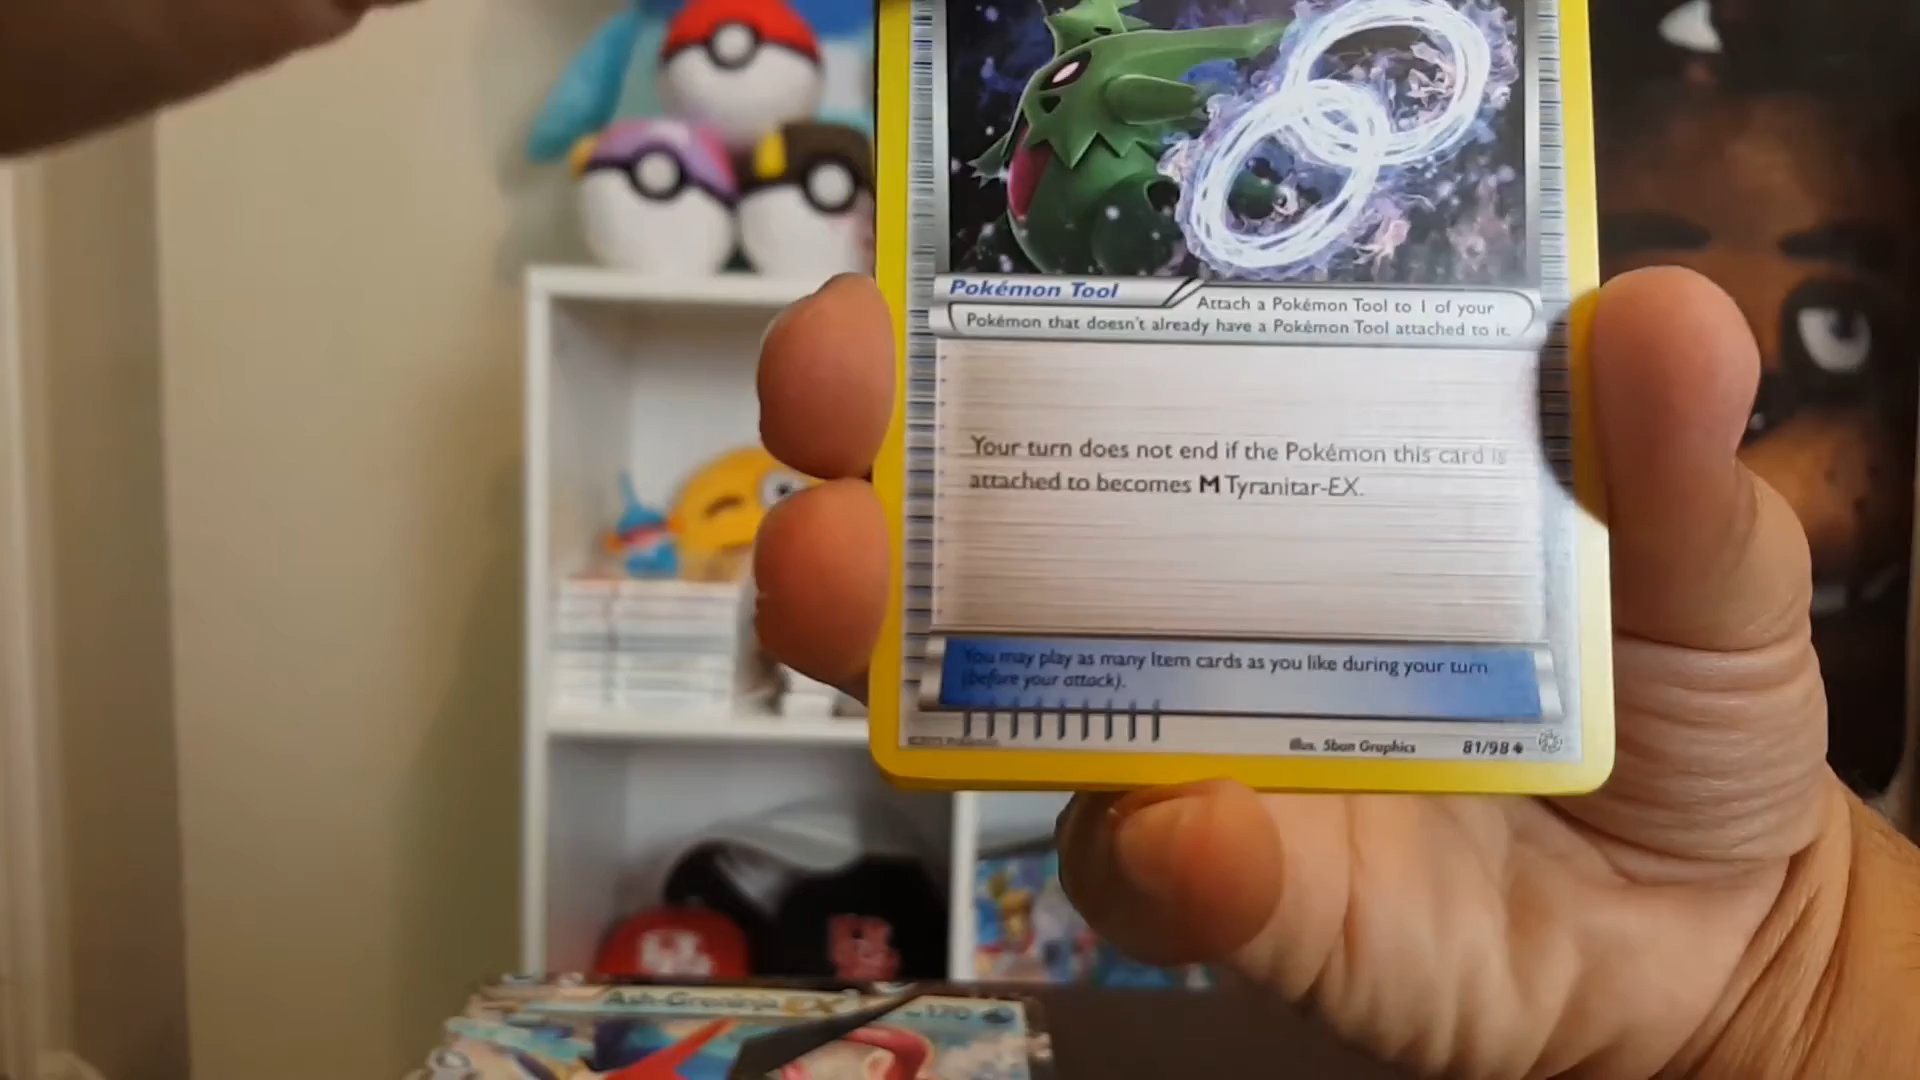 Pokémon Tool
Attach a Pokémon Tool to 1 of your
Pokémon that doesn't already have a Pokémon Tool attached to it.
Your turn does not end if the Pokémon this card is
attached to becomes M Tyranitar-EX.
You may play as many Item cards as you like during your turn
(before your attack).
illus. 5ban Graphics 81/98
Ash-Greninja EX 170